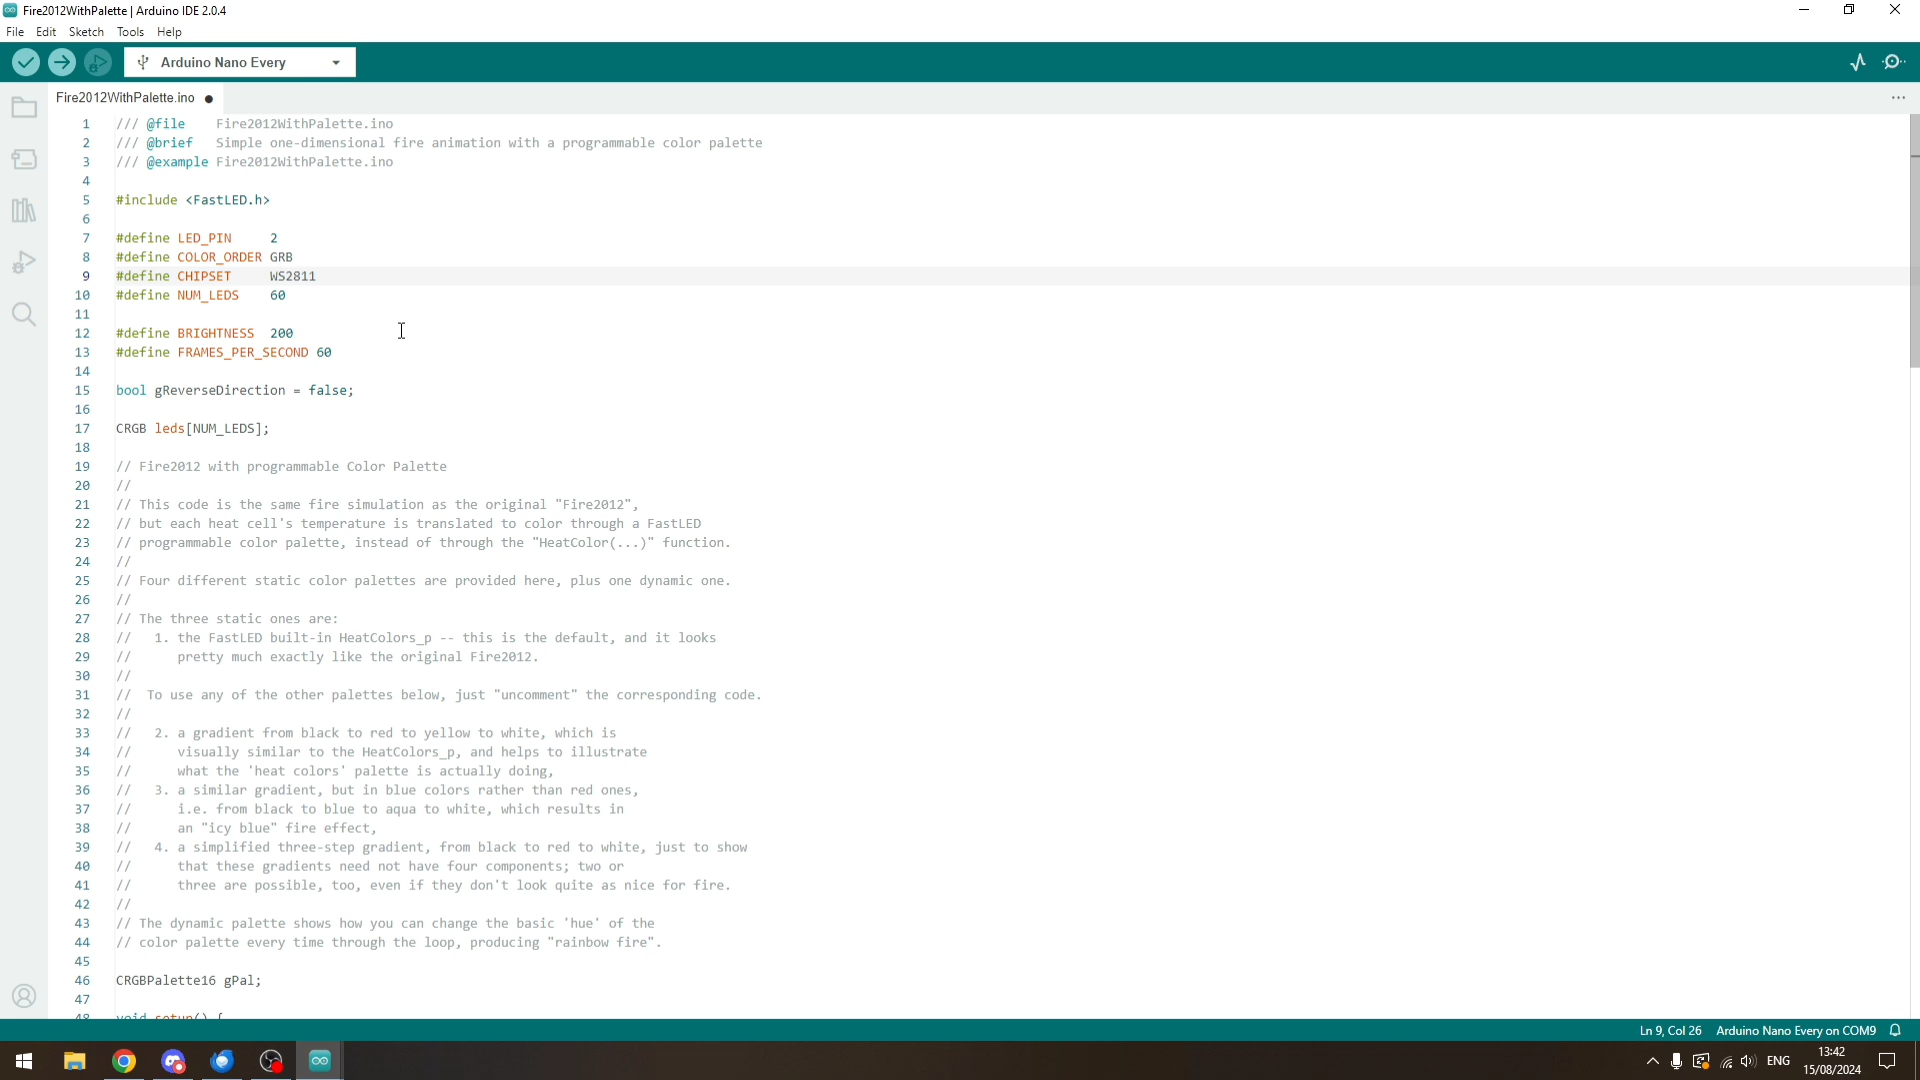 Fire2012WithPalette | Arduino IDE 2.0.4
File Edit Sketch Tools Help
Arduino Nano Every
Fire2012WithPalette.ino
1 /// @file Fire2012WithPalette.ino
2 /// @brief Simple one-dimensional fire animation with a programmable color palette
3 /// @example Fire2012WithPalette.ino
4
5 #include <FastLED.h>
6
7 #define LED_PIN 2
8 #define COLOR_ORDER GRB
9 #define CHIPSET WS2811
10 #define NUM_LEDS 60
11
12 #define BRIGHTNESS 200
13 #define FRAMES_PER_SECOND 60
14
15 bool gReverseDirection = false;
16
17 CRGB leds[NUM_LEDS];
18
19 // Fire2012 with programmable Color Palette
20 //
21 // This code is the same fire simulation as the original "Fire2012",
22 // but each heat cell's temperature is translated to color through a FastLED
23 // programmable color palette, instead of through the "HeatColor(...)" function.
24 //
25 // Four different static color palettes are provided here, plus one dynamic one.
26 //
27 // The three static ones are:
28 // 1. the FastLED built-in HeatColors_p -- this is the default, and it looks
29 // pretty much exactly like the original Fire2012.
30 //
31 // To use any of the other palettes below, just "uncomment" the corresponding code.
32 //
33 // 2. a gradient from black to red to yellow to white, which is
34 // visually similar to the HeatColors_p, and helps to illustrate
35 // what the 'heat colors' palette is actually doing,
36 // 3. a similar gradient, but in blue colors rather than red ones,
37 // i.e. from black to blue to aqua to white, which results in
38 // an "icy blue" fire effect,
39 // 4. a simplified three-step gradient, from black to red to white, just to show
40 // that these gradients need not have four components; two or
41 // three are possible, too, even if they don't look quite as nice for fire.
42 //
43 // The dynamic palette shows how you can change the basic 'hue' of the
44 // color palette every time through the loop, producing "rainbow fire".
45
46 CRGBPalette16 gPal;
47
48 void setup() {
Ln 9, Col 26 Arduino Nano Every on COM9
ENG
13:42
15/08/2024